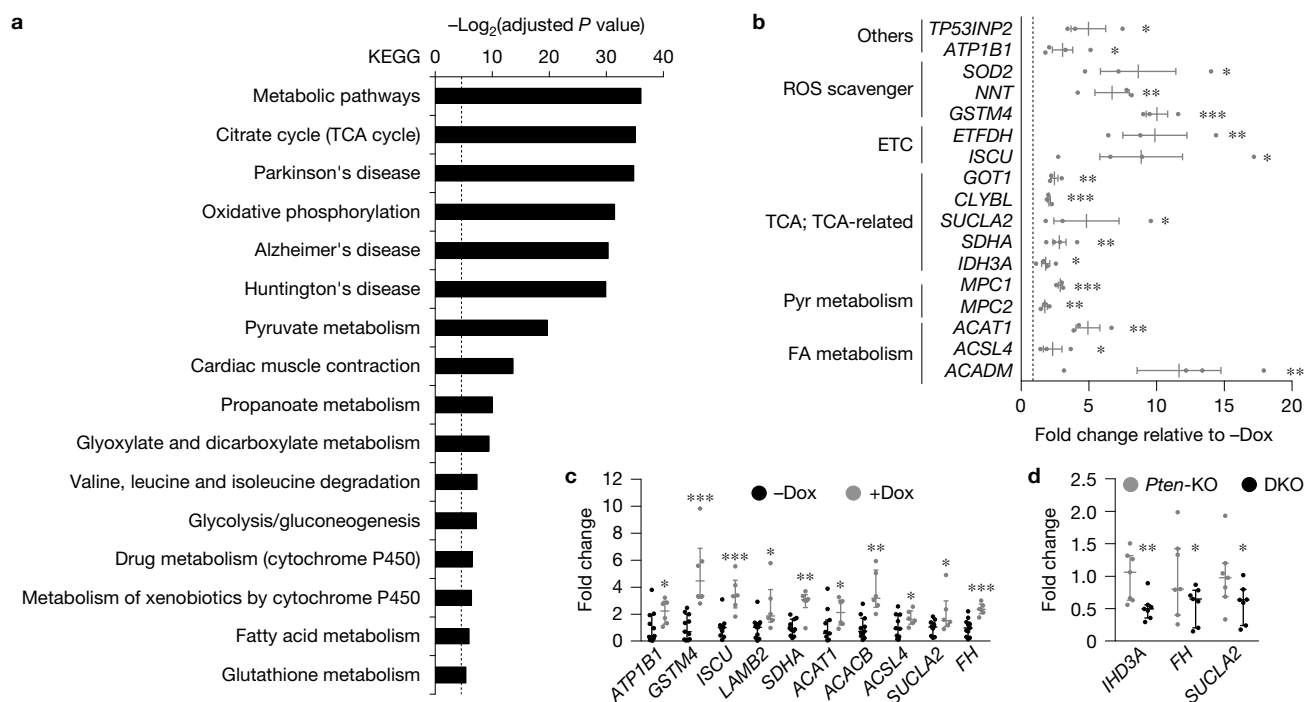 a
−Log2(adjusted P value)
KEGG
0 10 20 30 40
Metabolic pathways
Citrate cycle (TCA cycle)
Parkinson's disease
Oxidative phosphorylation
Alzheimer's disease
Huntington's disease
Pyruvate metabolism
Cardiac muscle contraction
Propanoate metabolism
Glyoxylate and dicarboxylate metabolism
Valine, leucine and isoleucine degradation
Glycolysis/gluconeogenesis
Drug metabolism (cytochrome P450)
Metabolism of xenobiotics by cytochrome P450
Fatty acid metabolism
Glutathione metabolism
b
Others
TP53INP2 *
ATP1B1 *
ROS scavenger
SOD2 *
NNT **
GSTM4 ***
ETC
ETFDH **
ISCU *
TCA; TCA-related
GOT1 **
CLYBL ***
SUCLA2 *
SDHA **
IDH3A *
Pyr metabolism
MPC1 ***
MPC2 **
FA metabolism
ACAT1 **
ACSL4 *
ACADM **
0 5 10 15 20
Fold change relative to −Dox
c
−Dox +Dox
Fold change
12
10
8
6
4
2
0
* *** *** * ** * ** * * ***
ATP1B1 GSTM4 ISCU LAMB2 SDHA ACAT1 ACACB ACSL4 SUCLA2 FH
d
Pten-KO DKO
Fold change
2.5
2.0
1.5
1.0
0.5
0
** * *
IHD3A FH SUCLA2